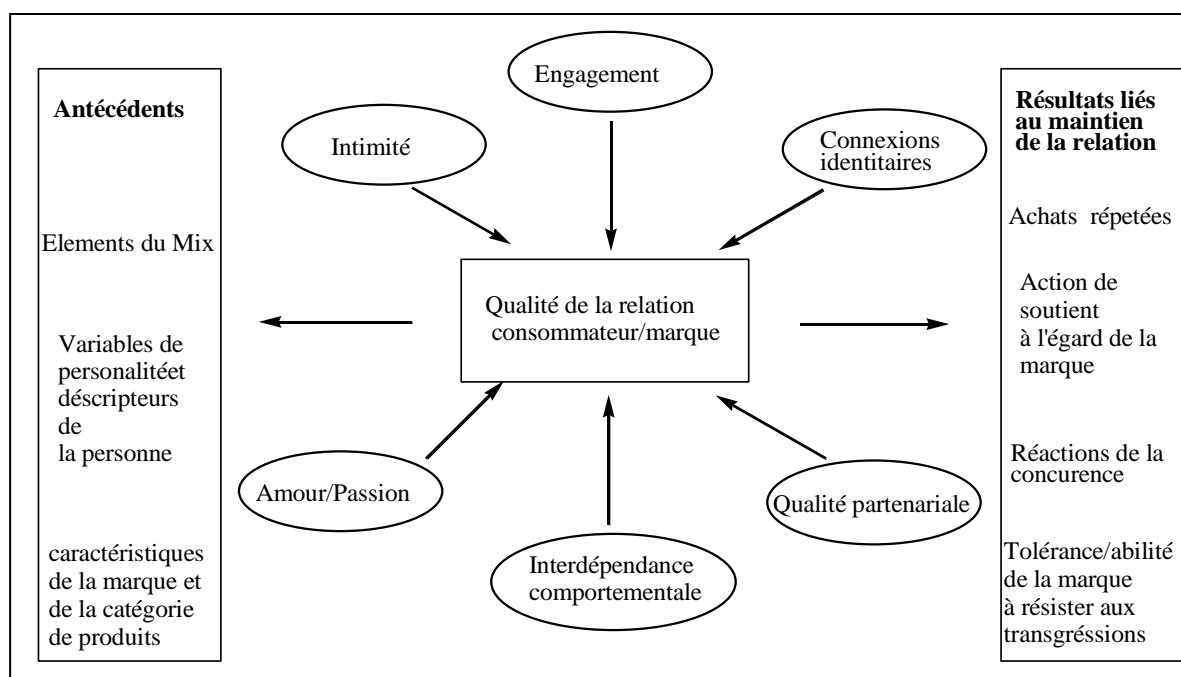 Antécédents
Elements du Mix
Variables de
personalitéet
déscripteurs
de
la personne
caractéristiques
de la marque et
de la catégorie
de produits
Engagement
Intimité
Connexions
identitaires
Qualité de la relation
consommateur/marque
Amour/Passion
Interdépendance
comportementale
Qualité partenariale
Résultats liés
au maintien
de la relation
Achats répetées
Action de
soutient
à l'égard de la
marque
Réactions de la
concurence
Tolérance/abilité
de la marque
à résister aux
transgréssions